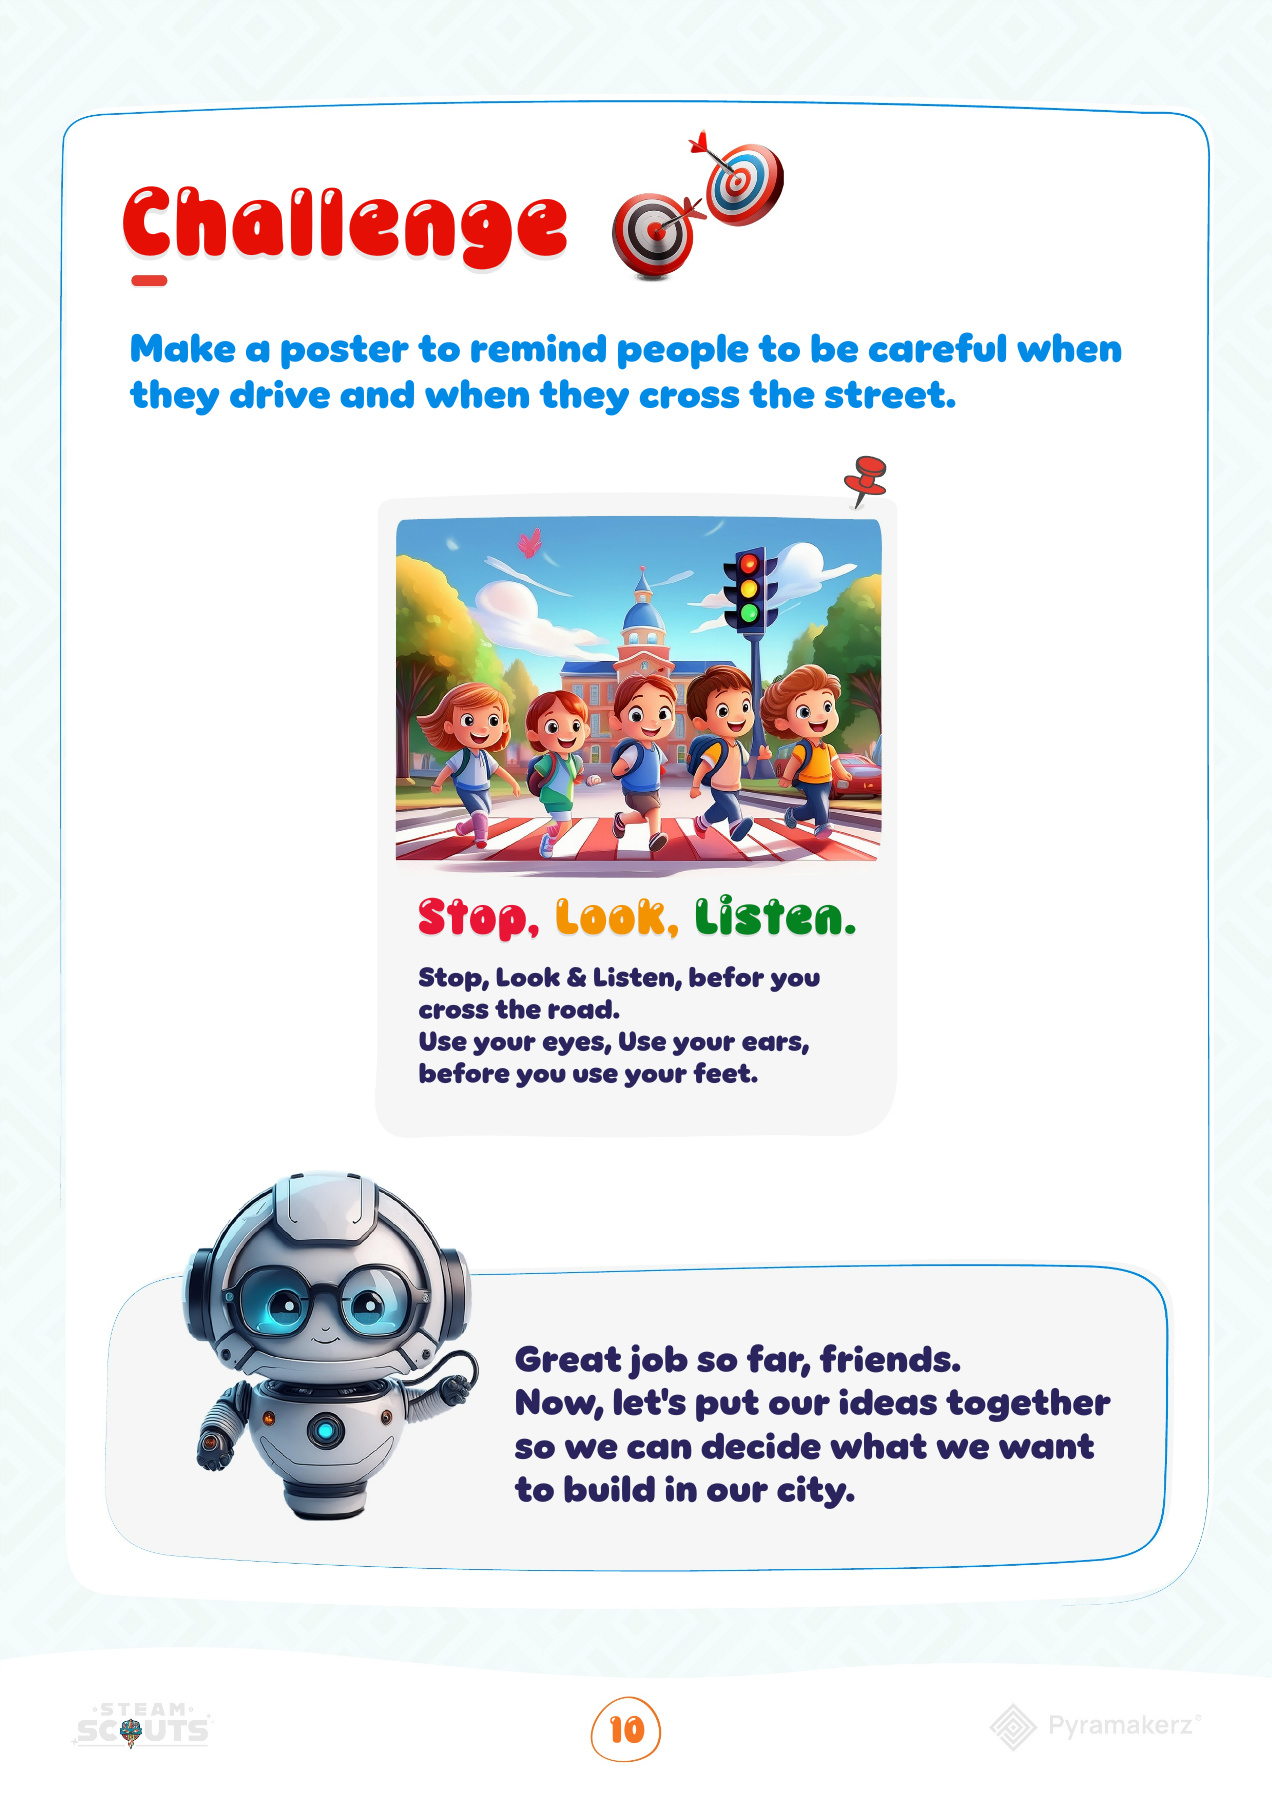 Challenge
Make a poster to remind people to be careful when
they drive and when they cross the street.
Stop, Look, Listen.
Stop, Look & Listen, befor you
cross the road.
Use your eyes, Use your ears,
before you use your feet.
Great job so far, friends.
Now, let's put our ideas together
so we can decide what we want
to build in our city.
STEAM
SCOUTS
10
Pyramakerz